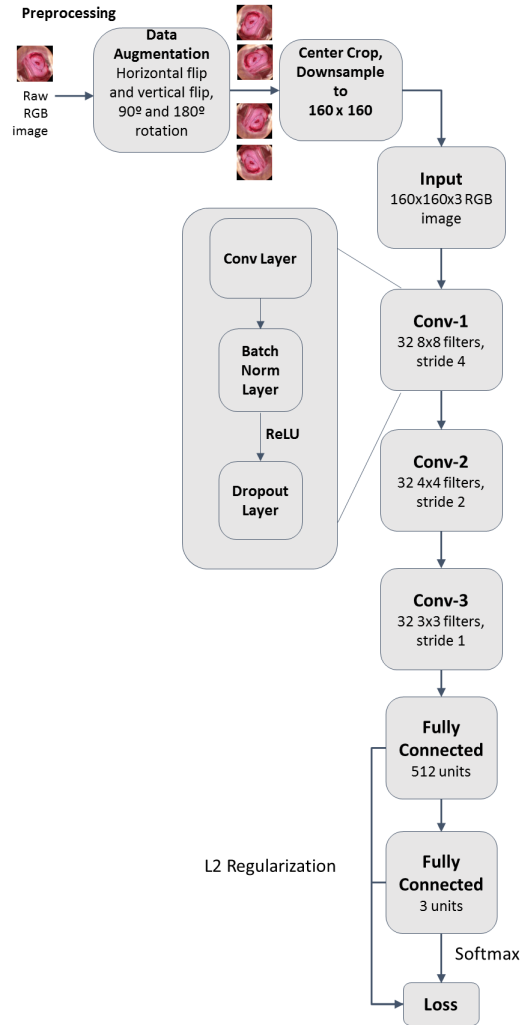 Preprocessing
Raw
RGB
image
Data
Augmentation
Horizontal flip
and vertical flip,
90º and 180º
rotation
Center Crop,
Downsample
to
160 x 160
Input
160x160x3 RGB
image
Conv Layer
Batch
Norm
Layer
ReLU
Dropout
Layer
Conv-1
32 8x8 filters,
stride 4
Conv-2
32 4x4 filters,
stride 2
Conv-3
32 3x3 filters,
stride 1
Fully
Connected
512 units
L2 Regularization
Fully
Connected
3 units
Softmax
Loss